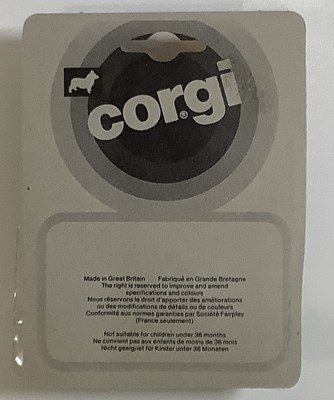 corgi®
Made in Great Britain Fabriqué en Grande Bretagne
The right is reserved to improve and amend
specifications and colours
Nous réservons le droit d'apporter des améliorations
ou des modifications de détails ou de couleurs
Conformité aux normes garanties par Société Fairplay
(France seulement)
Not suitable for children under 36 months
Ne convient pas aux enfants de moins de 36 mois
Nicht geeignet für Kinder unter 36 Monaten